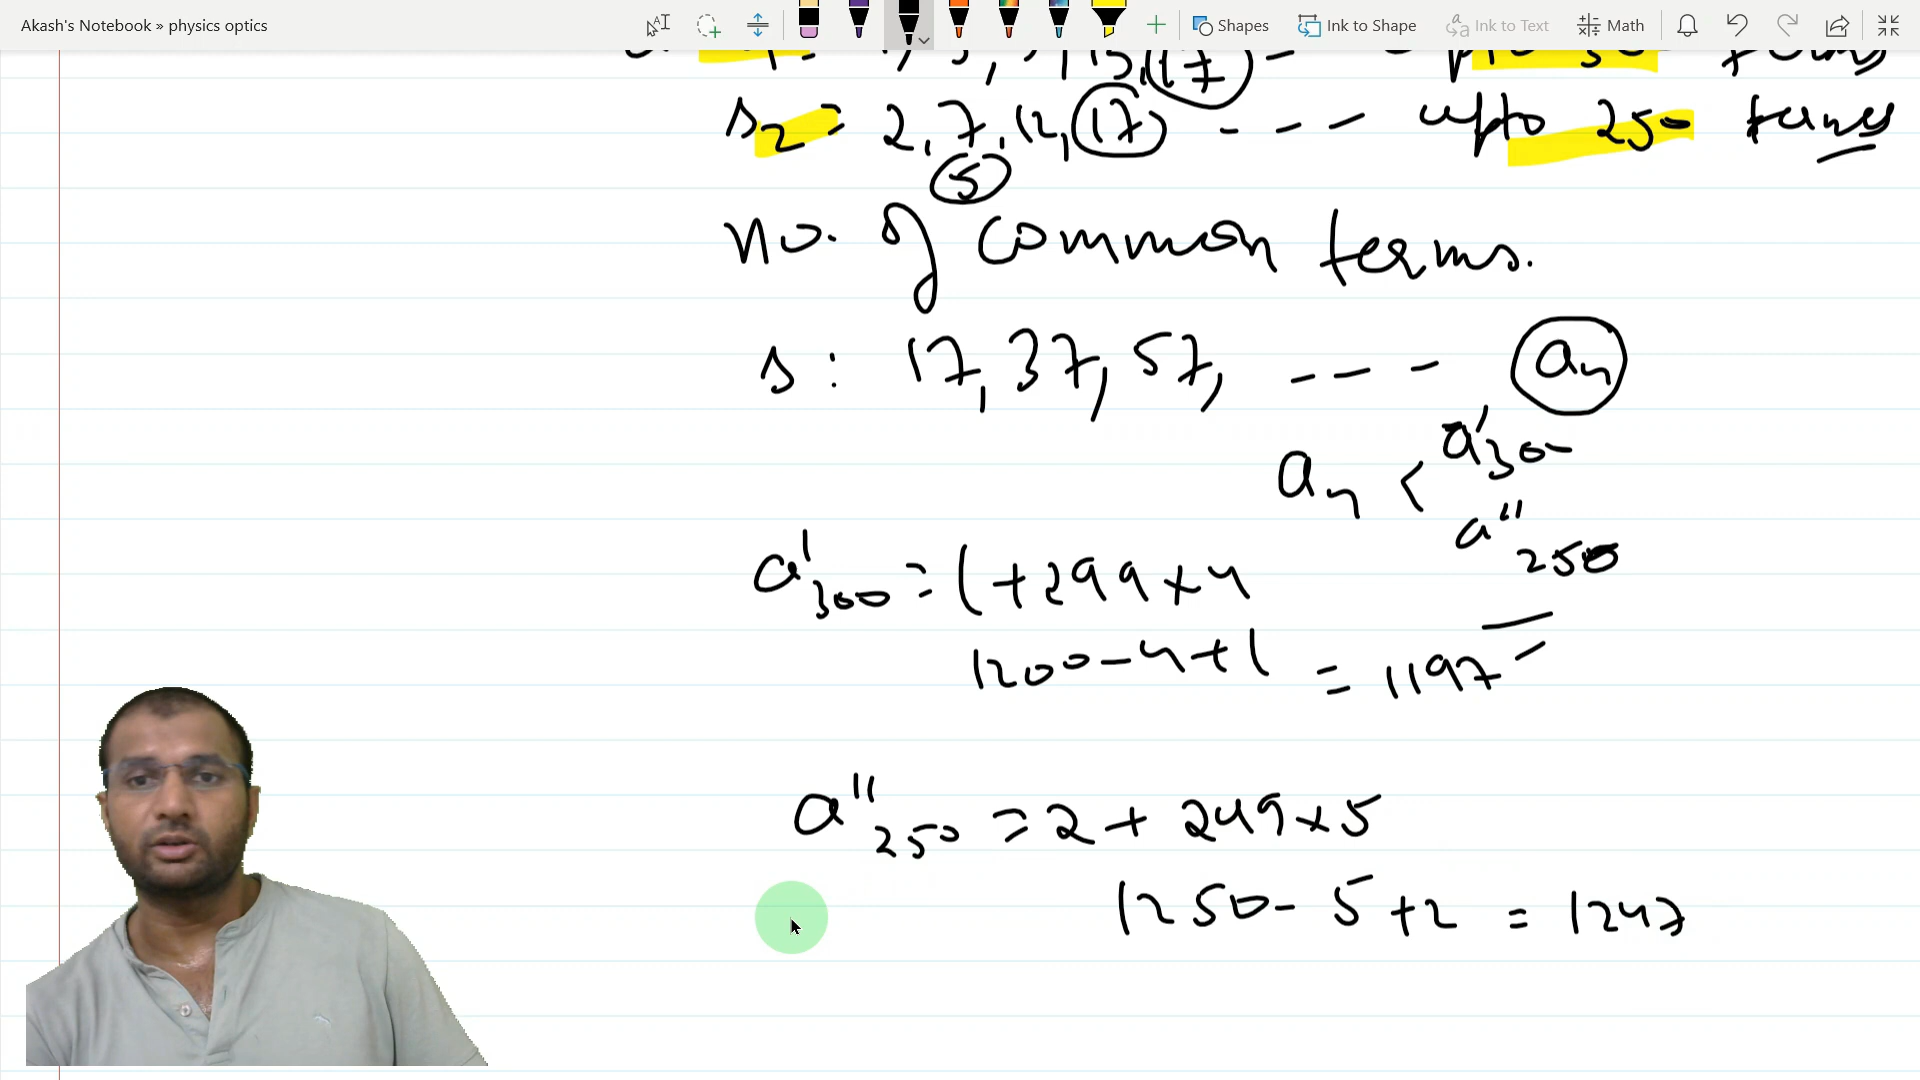 Akash's Notebook » physics optics
Shapes Ink to Shape Ink to Text Math
17
s2 = 2, 7, 12, 17 - - - upto 250 terms
5
no. of common terms.
s : 17, 37, 57, - - - an
an < a'300
a''250
a'300 = 1 + 299 × 4
1200 - 4 + 1 = 1197
a''250 = 2 + 249 × 5
1250 - 5 + 2 = 1247